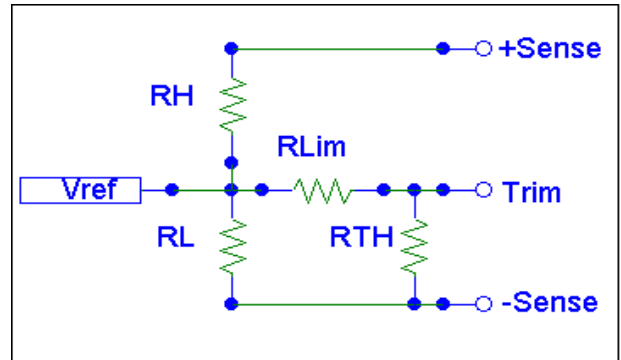 +Sense
RH
RLim
Vref
Trim
RL
RTH
-Sense